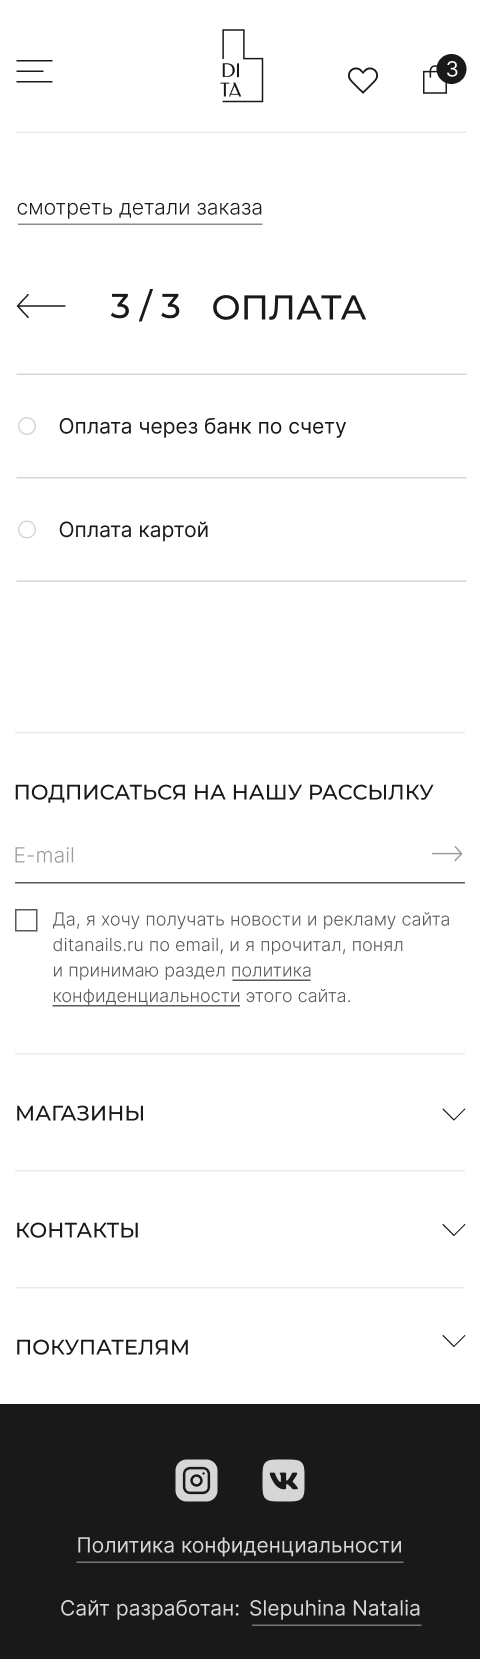 DI
TA
3
смотреть детали заказа
3 / 3 ОПЛАТА
Оплата через банк по счету
Оплата картой
ПОДПИСАТЬСЯ НА НАШУ РАССЫЛКУ
E-mail
Да, я хочу получать новости и рекламу сайта
ditanails.ru по email, и я прочитал, понял
и принимаю раздел политика
конфиденциальности этого сайта.
МАГАЗИНЫ
КОНТАКТЫ
ПОКУПАТЕЛЯМ
Политика конфиденциальности
Сайт разработан: Slepuhina Natalia